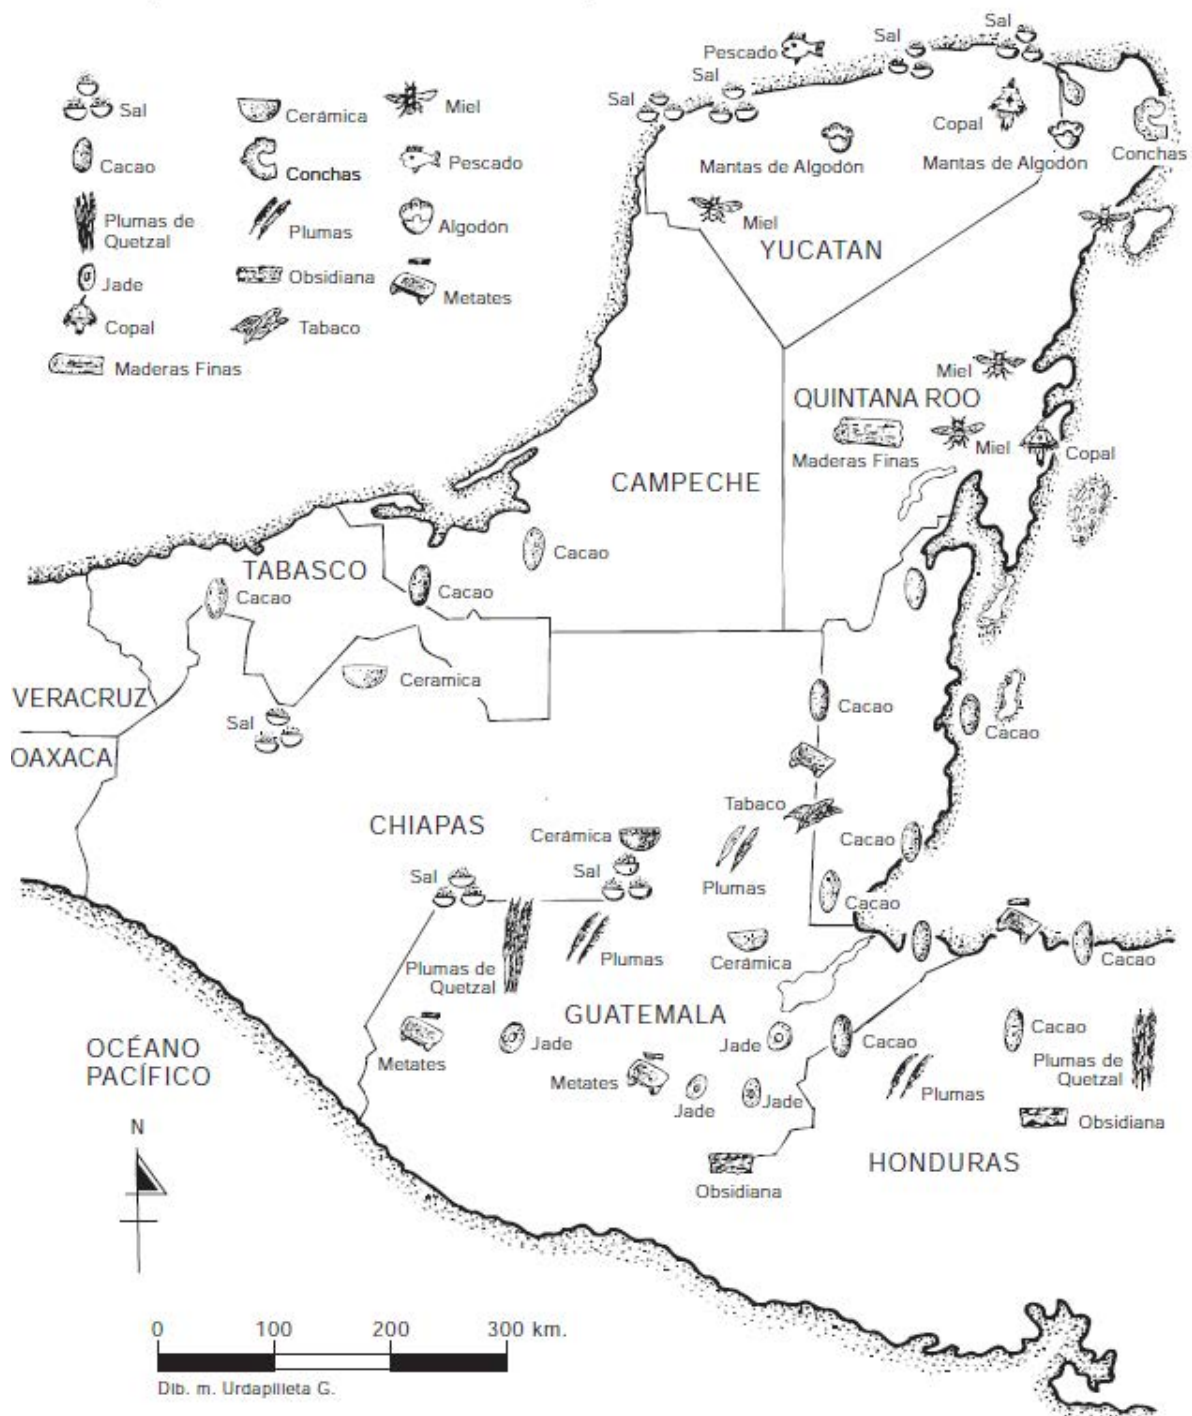 Sal
Cerámica
Miel
Cacao
Conchas
Pescado
Plumas de
Quetzal
Plumas
Algodón
Jade
Obsidiana
Metates
Copal
Tabaco
Maderas Finas
Sal
Sal
Pescado
Sal
Sal
Copal
Mantas de Algodón
Mantas de Algodón
Conchas
Miel
YUCATAN
Miel
QUINTANA ROO
Maderas Finas
Miel
Copal
CAMPECHE
Cacao
TABASCO
Cacao
Cacao
Ceramica
VERACRUZ
Sal
OAXACA
Cacao
Cacao
CHIAPAS
Tabaco
Cerámica
Cacao
Sal
Sal
Plumas
Cacao
Plumas de
Quetzal
Plumas
Cerámica
Cacao
GUATEMALA
Metates
Jade
Jade
Cacao
Cacao
OCÉANO
PACÍFICO
Metates
Jade
Jade
Plumas
Plumas de
Quetzal
Obsidiana
N
HONDURAS
Obsidiana
0 100 200 300 km.
Dib. m. Urdapilleta G.